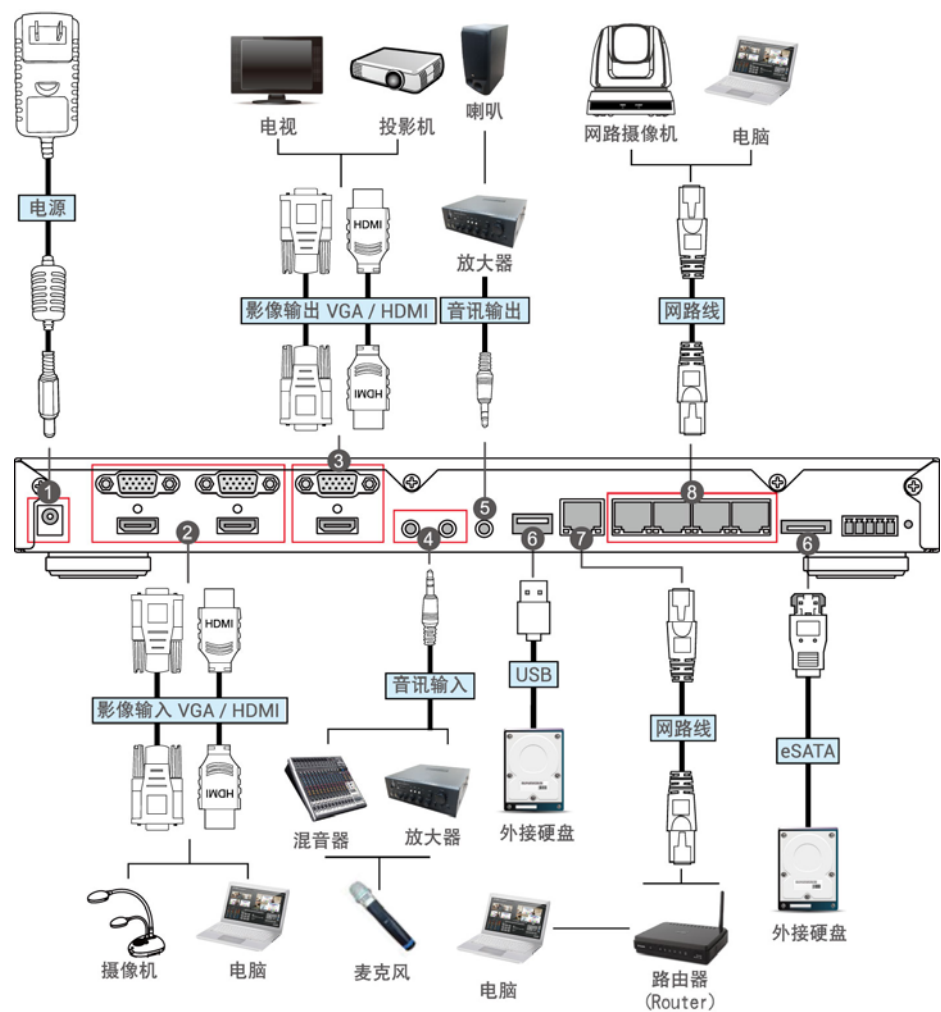 电视
投影机
喇叭
网路摄像机
电脑
电源
HDMI
放大器
影像输出 VGA / HDMI
音讯输出
网路线
HDMI
3
1
5
8
2
4
6
7
6
HDMI
音讯输入
USB
影像输入 VGA / HDMI
网路线
eSATA
HDMI
混音器
放大器
外接硬盘
外接硬盘
摄像机
电脑
麦克风
电脑
路由器
(Router)